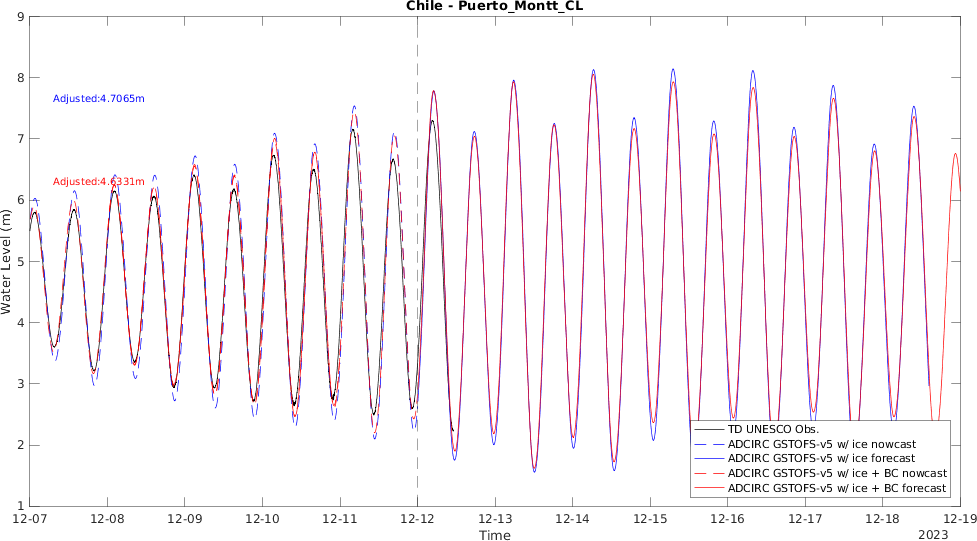 Chile - Puerto_Montt_CL
9
8
7
6
5
4
3
2
1
Water Level (m)
Adjusted:4.7065m
Adjusted:4.6331m
TD UNESCO Obs.
ADCIRC GSTOFS-v5 w/ ice nowcast
ADCIRC GSTOFS-v5 w/ ice forecast
ADCIRC GSTOFS-v5 w/ ice + BC nowcast
ADCIRC GSTOFS-v5 w/ ice + BC forecast
12-07 12-08 12-09 12-10 12-11 12-12 12-13 12-14 12-15 12-16 12-17 12-18 12-19
Time
2023